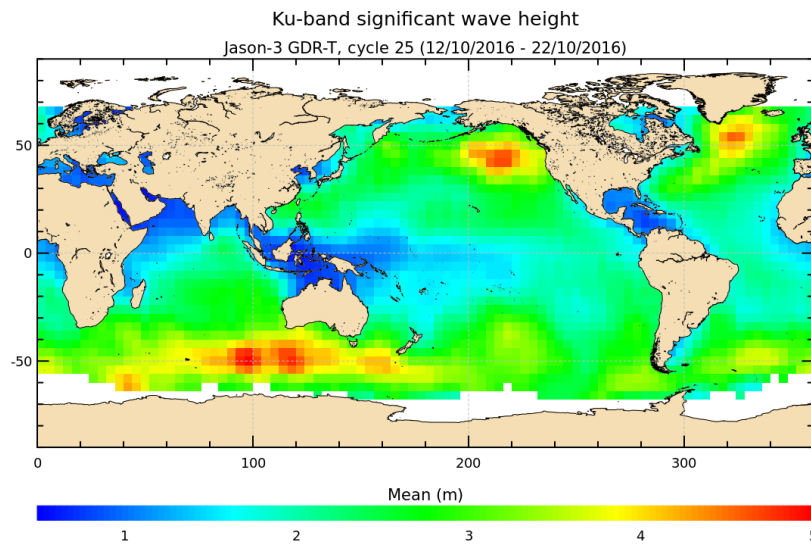 Ku-band significant wave height
Jason-3 GDR-T, cycle 25 (12/10/2016 - 22/10/2016)
50
0
-50
0 100 200 300
Mean (m)
1 2 3 4 5